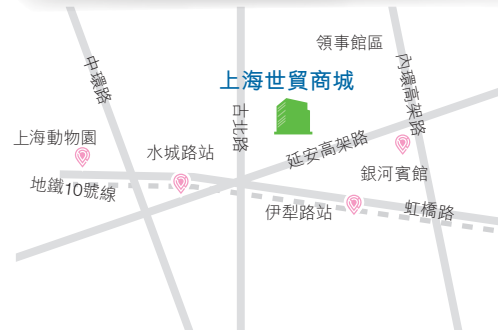 領事館區
中環路
上海世貿商城
內環高架路
古北路
上海動物園
水城路站
延安高架路
銀河賓館
地鐵10號線
伊犁路站
虹橋路